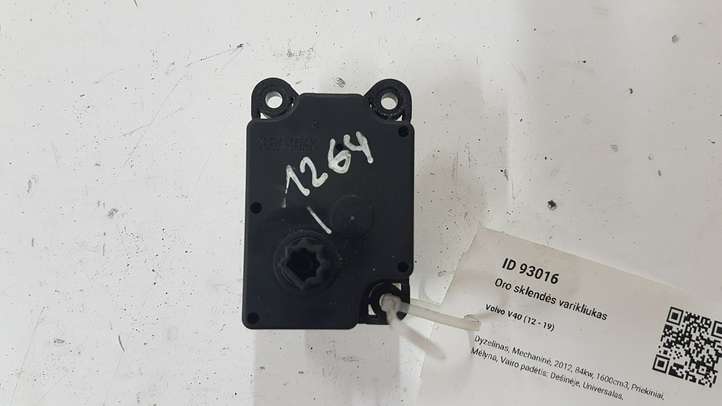 1264
ID 93016
Oro sklendės varikliukas
Volvo V40 (12 - 19)
Dyzelinas, Mechaninė, 2012, 84kw, 1600cm3, Priekiniai,
Mėlyna, Vairo padėtis: Dešinėje, Universalas,